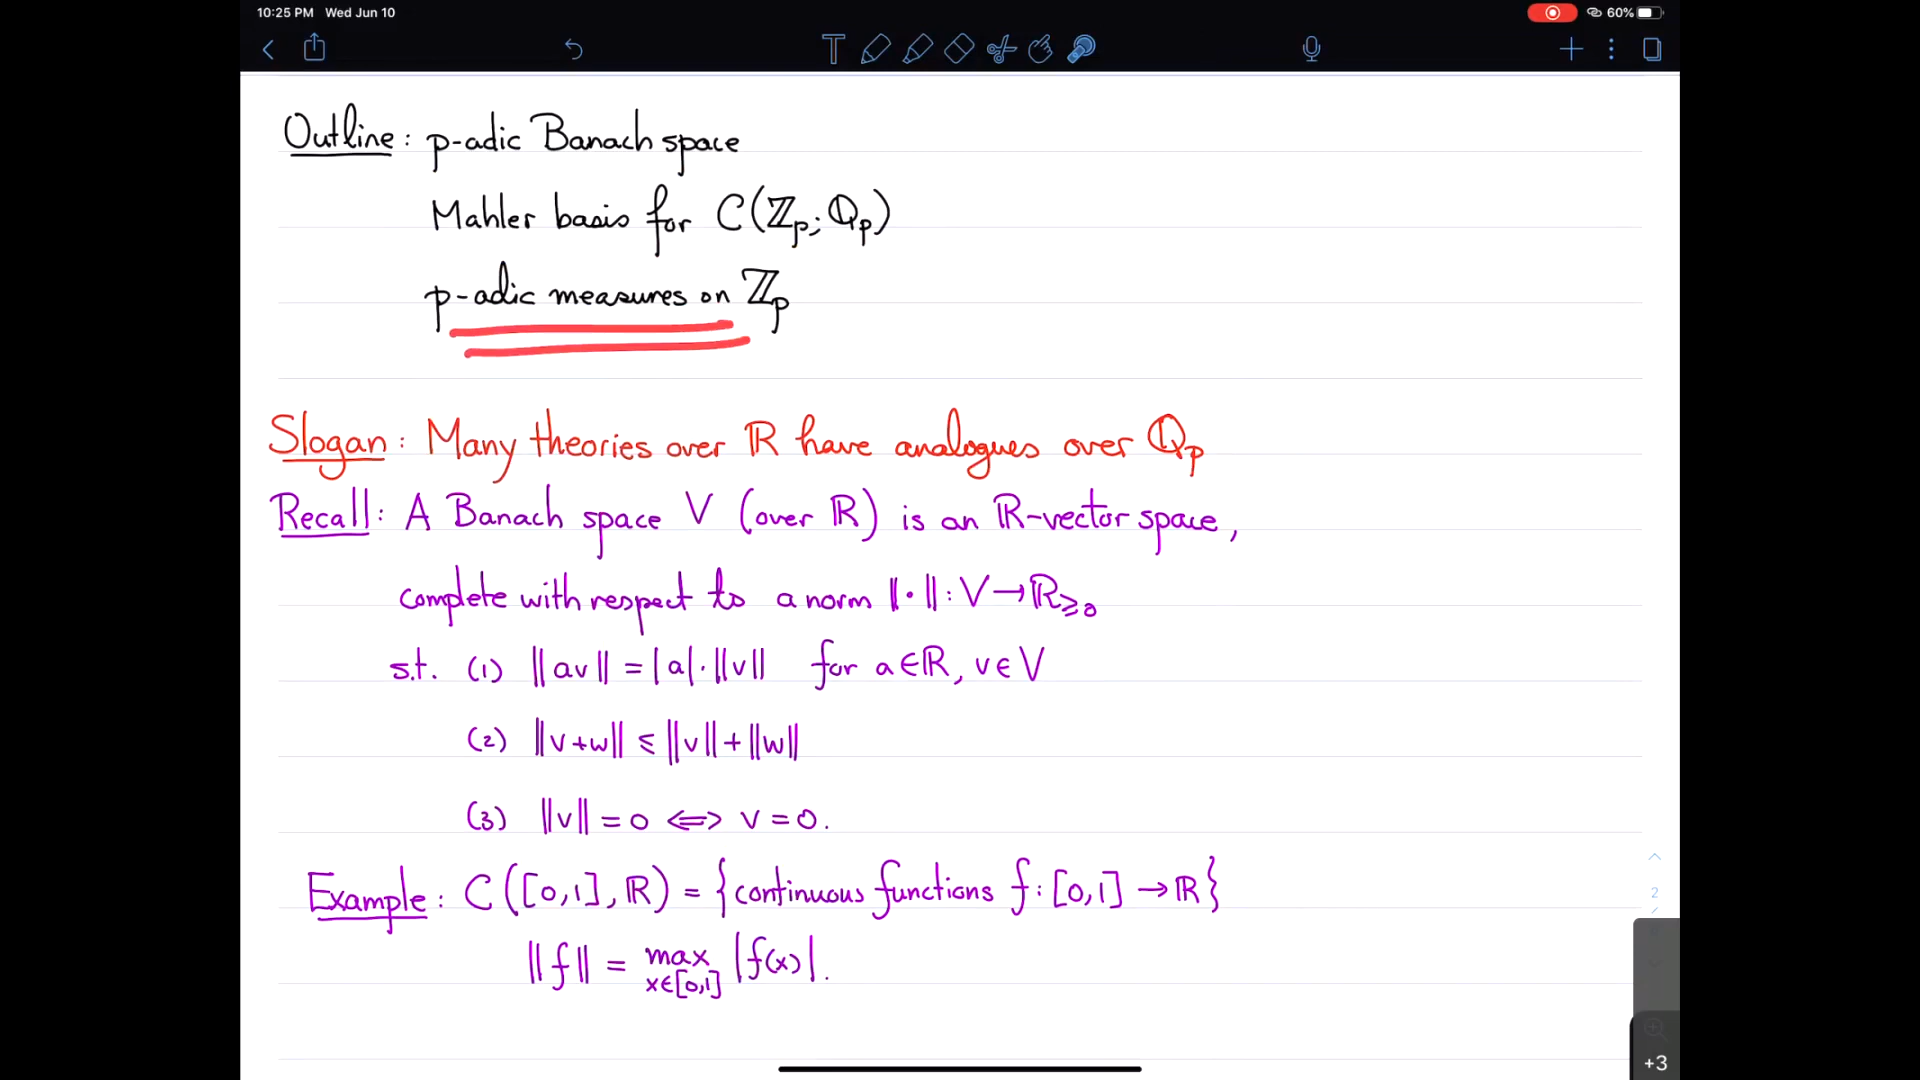 10:25 PM Wed Jun 10
60%
Outline: p-adic Banach space
Mahler basis for C(ℤp; ℚp)
p-adic measures on ℤp
Slogan: Many theories over ℝ have analogues over ℚp
Recall: A Banach space V (over ℝ) is an ℝ-vector space,
complete with respect to a norm ‖·‖: V→ℝ⩾0
s.t. (1) ‖av‖ = |a|·‖v‖ for a∈ℝ, v∈V
(2) ‖v+w‖ ⩽ ‖v‖+‖w‖
(3) ‖v‖ = 0 ⟺ v = 0.
Example: C([0,1], ℝ) = {continuous functions f: [0,1] → ℝ}
‖f‖ = max x∈[0,1] |f(x)|.
2
+3